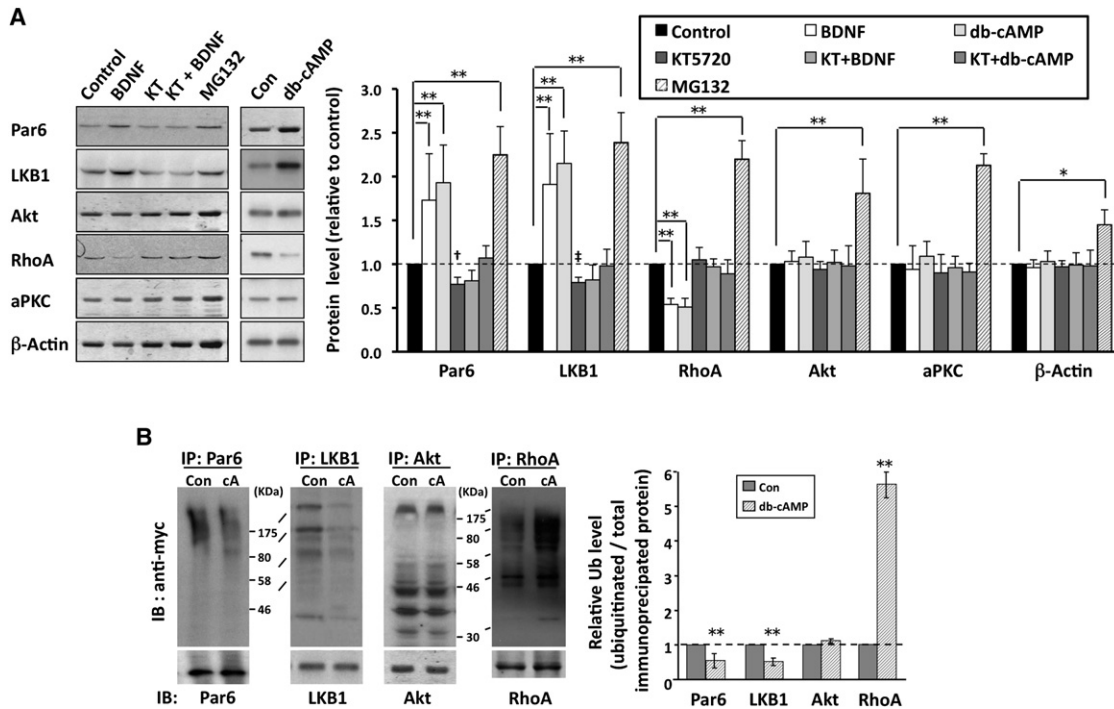 A
Control BDNF KT KT + BDNF MG132 Con db-cAMP
Par6
LKB1
Akt
RhoA
aPKC
β-Actin
Control BDNF db-cAMP
KT5720 KT+BDNF KT+db-cAMP
MG132
Protein level (relative to control)
3.0
2.5
2.0
1.5
1.0
0.5
0.0
** ** **
** ** **
** ** **
**
**
*
†
‡
Par6 LKB1 RhoA Akt aPKC β-Actin
B
IP: Par6 IP: LKB1 IP: Akt IP: RhoA
Con cA (KDa) Con cA Con cA (KDa) Con cA
IB : anti-myc
175
80
58
46
175
80
58
46
30
IB: Par6 LKB1 Akt RhoA
Relative Ub level
(ubiquitinated / total
immunoprecipated protein)
6
5
4
3
2
1
0
Con
db-cAMP
** ** **
Par6 LKB1 Akt RhoA